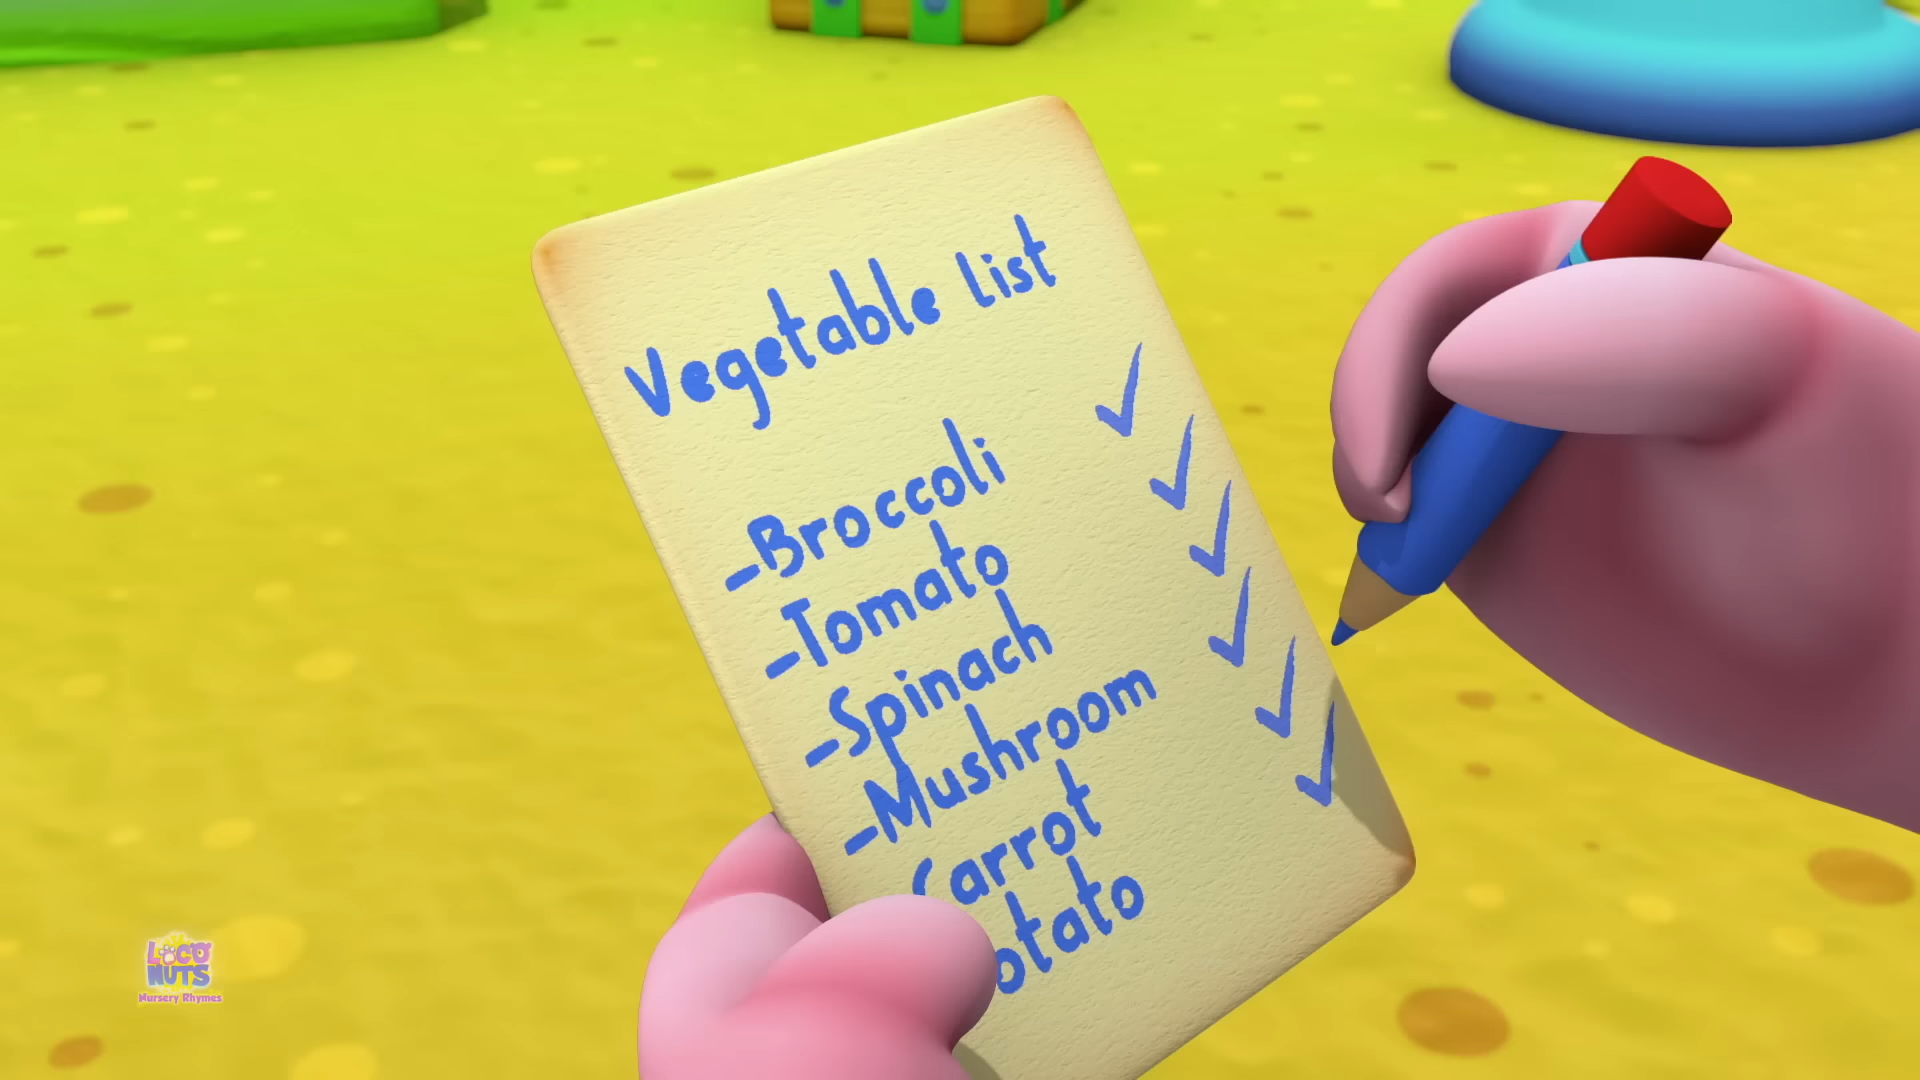 Vegetable list
-Broccoli
-Tomato
-Spinach
-Mushroom
Carrot
otato
LOCO
NUTS
Nursery Rhymes